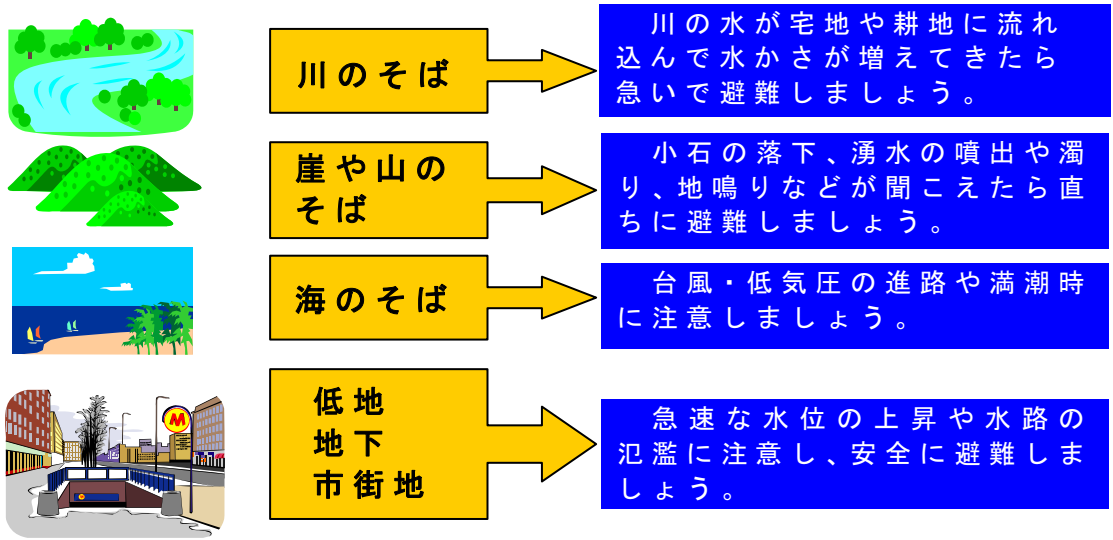 川のそば
川の水が宅地や耕地に流れ
込んで水かさが増えてきたら
急いで避難しましょう。
崖や山の
そば
小石の落下、湧水の噴出や濁
り、地鳴りなどが聞こえたら直
ちに避難しましょう。
海のそば
台風・低気圧の進路や満潮時
に注意しましょう。
M
低地
地下
市街地
急速な水位の上昇や水路の
氾濫に注意し、安全に避難しま
しょう。